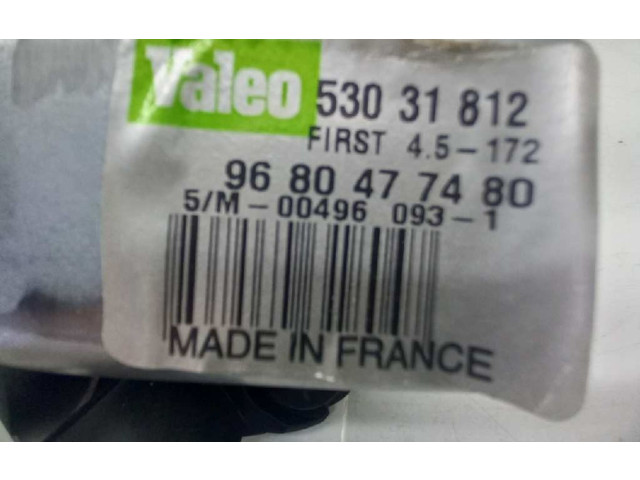 Valeo 530 31 812
FIRST 4.5-172
96 80 47 74 80
5/M-00496 093-1
MADE IN FRANCE